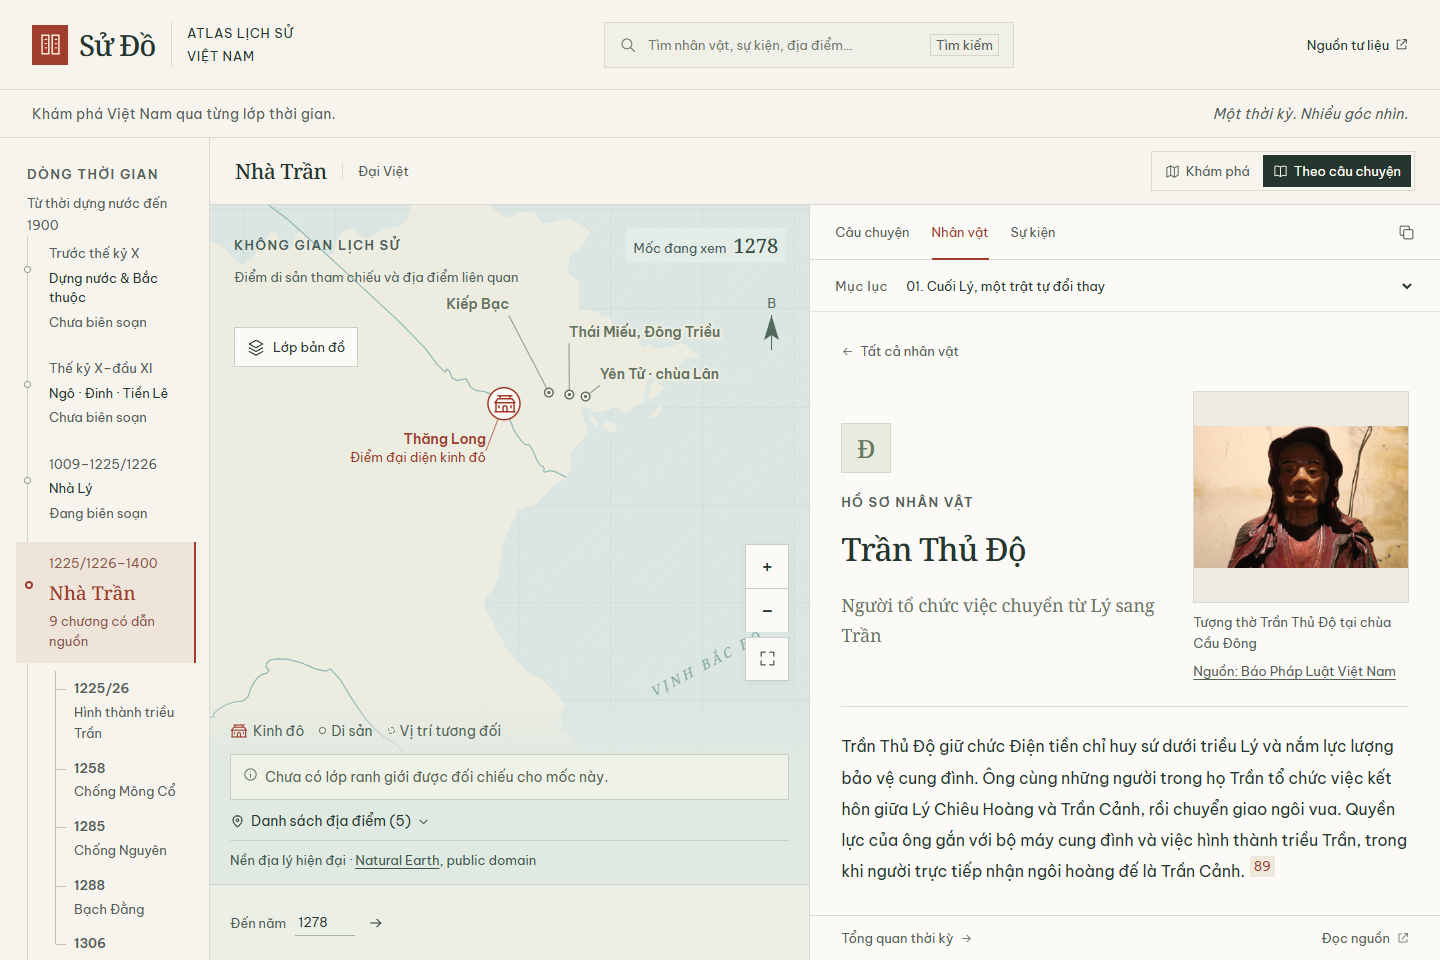 Sử Đồ
ATLAS LỊCH SỬ
VIỆT NAM
Tìm nhân vật, sự kiện, địa điểm...
Tìm kiếm
Nguồn tư liệu
Khám phá Việt Nam qua từng lớp thời gian.
Một thời kỳ. Nhiều góc nhìn.
DÒNG THỜI GIAN
Từ thời dựng nước đến
1900
Trước thế kỷ X
Dựng nước & Bắc
thuộc
Chưa biên soạn
Thế kỷ X–đầu XI
Ngô · Đinh · Tiền Lê
Chưa biên soạn
1009–1225/1226
Nhà Lý
Đang biên soạn
1225/1226–1400
Nhà Trần
9 chương có dẫn
nguồn
1225/26
Hình thành triều
Trần
1258
Chống Mông Cổ
1285
Chống Nguyên
1288
Bạch Đằng
1306
Nhà Trần
Đại Việt
Khám phá
Theo câu chuyện
KHÔNG GIAN LỊCH SỬ
Điểm di sản tham chiếu và địa điểm liên quan
Mốc đang xem 1278
Lớp bản đồ
B
Kiếp Bạc
Thái Miếu, Đông Triều
Yên Tử · chùa Lân
Thăng Long
Điểm đại diện kinh đô
+
−
VỊNH BẮC BỘ
Kinh đô
Di sản
Vị trí tương đối
Chưa có lớp ranh giới được đối chiếu cho mốc này.
Danh sách địa điểm (5)
Nền địa lý hiện đại · Natural Earth, public domain
Đến năm 1278 →
Câu chuyện
Nhân vật
Sự kiện
Mục lục
01. Cuối Lý, một trật tự đổi thay
← Tất cả nhân vật
Đ
HỒ SƠ NHÂN VẬT
Trần Thủ Độ
Người tổ chức việc chuyển từ Lý sang
Trần
Tượng thờ Trần Thủ Độ tại chùa
Cầu Đông
Nguồn: Báo Pháp Luật Việt Nam
Trần Thủ Độ giữ chức Điện tiền chỉ huy sứ dưới triều Lý và nắm lực lượng
bảo vệ cung đình. Ông cùng những người trong họ Trần tổ chức việc kết
hôn giữa Lý Chiêu Hoàng và Trần Cảnh, rồi chuyển giao ngôi vua. Quyền
lực của ông gắn với bộ máy cung đình và việc hình thành triều Trần, trong
khi người trực tiếp nhận ngôi hoàng đế là Trần Cảnh. 89
Tổng quan thời kỳ →
Đọc nguồn